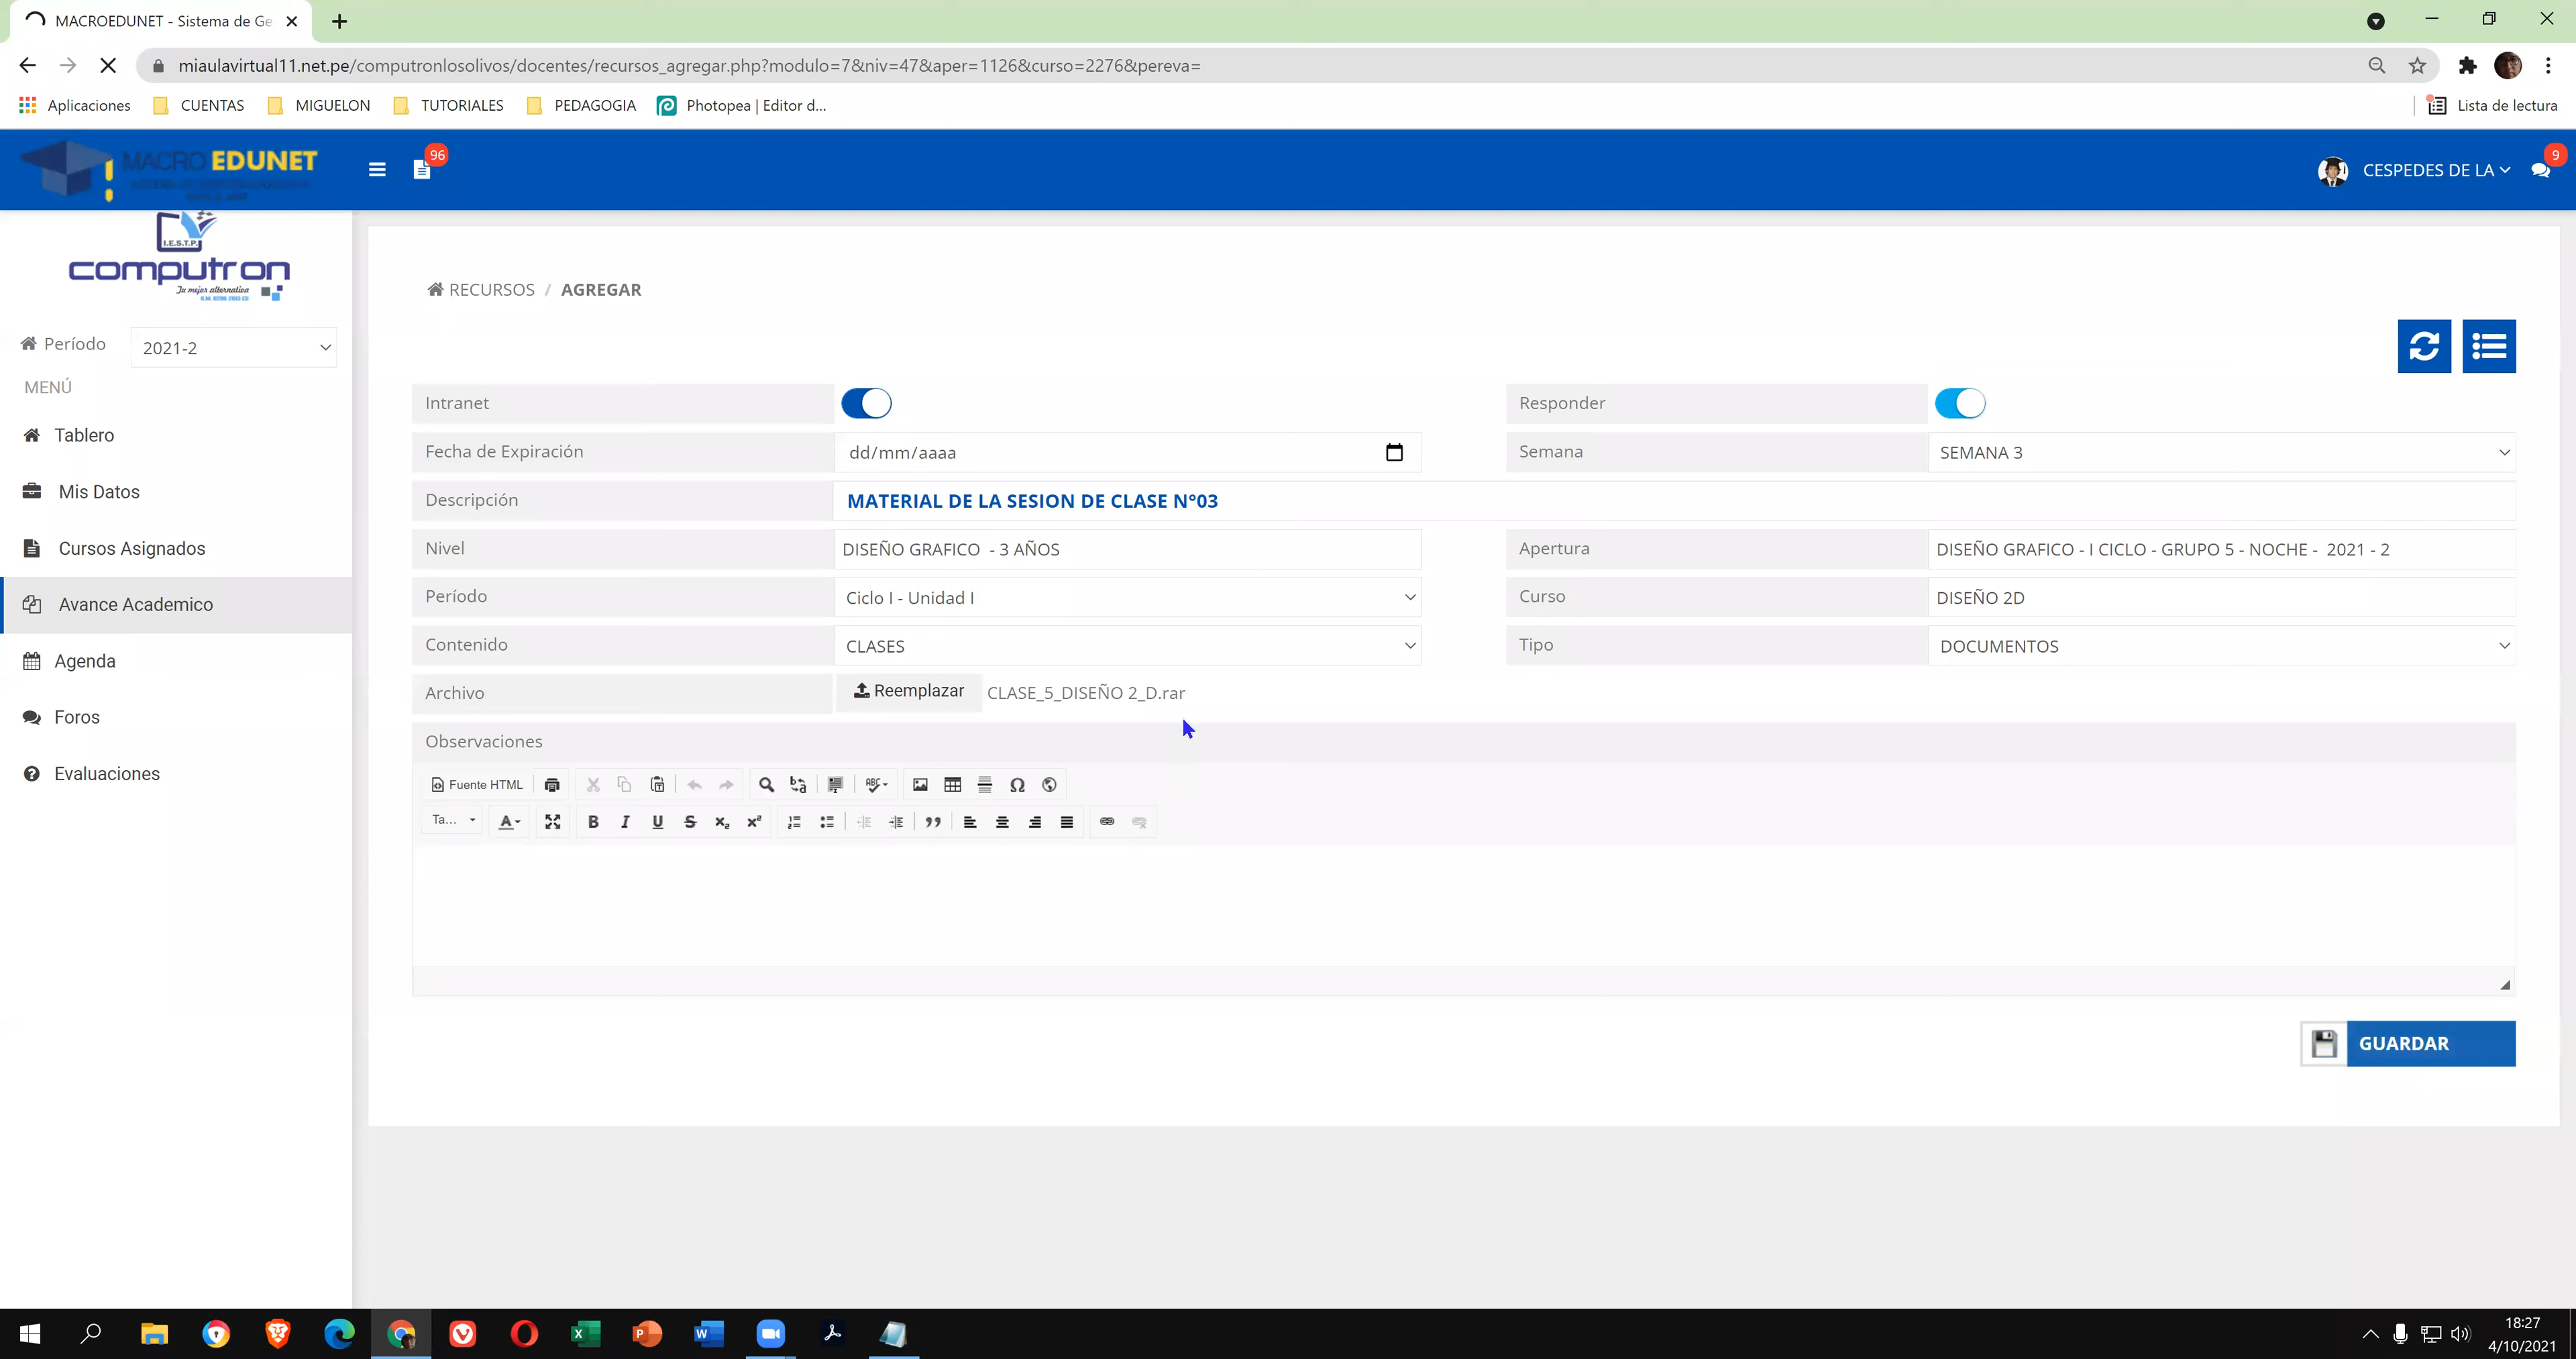 MACROEDUNET - Sistema de Ge
miaulavirtual11.net.pe/computronlosolivos/docentes/recursos_agregar.php?modulo=7&niv=47&aper=1126&curso=2276&pereva=
Aplicaciones CUENTAS MIGUELON TUTORIALES PEDAGOGIA Photopea | Editor d... Lista de lectura
MACRO EDUNET 96 CESPEDES DE LA 9
I.E.S.T.P.
computron
Tu mejor alternativa
RECURSOS / AGREGAR
Período 2021-2
MENÚ
Tablero
Mis Datos
Cursos Asignados
Avance Academico
Agenda
Foros
Evaluaciones
Intranet Responder
Fecha de Expiración dd/mm/aaaa Semana SEMANA 3
Descripción MATERIAL DE LA SESION DE CLASE N°03
Nivel DISEÑO GRAFICO - 3 AÑOS Apertura DISEÑO GRAFICO - I CICLO - GRUPO 5 - NOCHE - 2021 - 2
Período Ciclo I - Unidad I Curso DISEÑO 2D
Contenido CLASES Tipo DOCUMENTOS
Archivo Reemplazar CLASE_5_DISEÑO 2_D.rar
Observaciones
Fuente HTML
Ta...
GUARDAR
18:27
4/10/2021